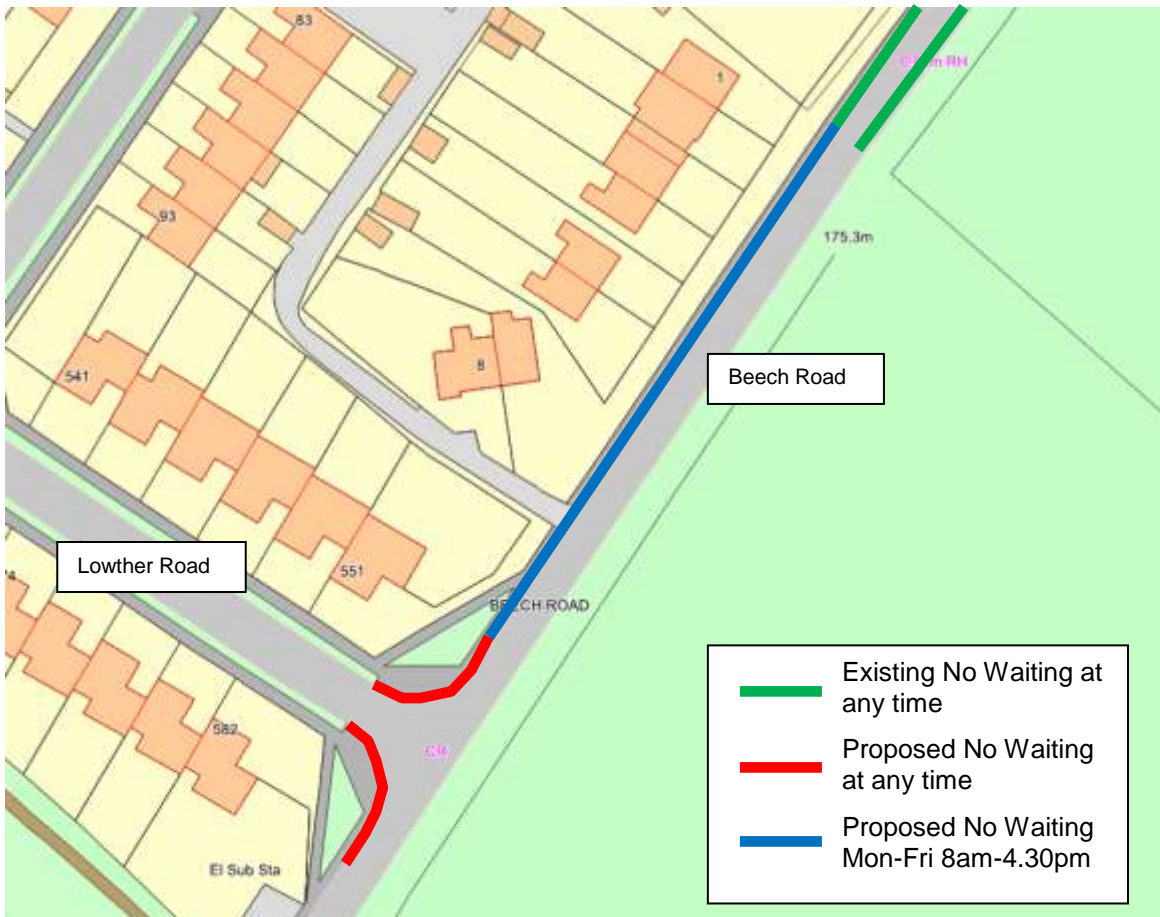 83
1
93
175.3m
Beech Road
541
8
551
Lowther Road
BEECH ROAD
582
El Sub Sta
Existing No Waiting at
any time
Proposed No Waiting
at any time
Proposed No Waiting
Mon-Fri 8am-4.30pm